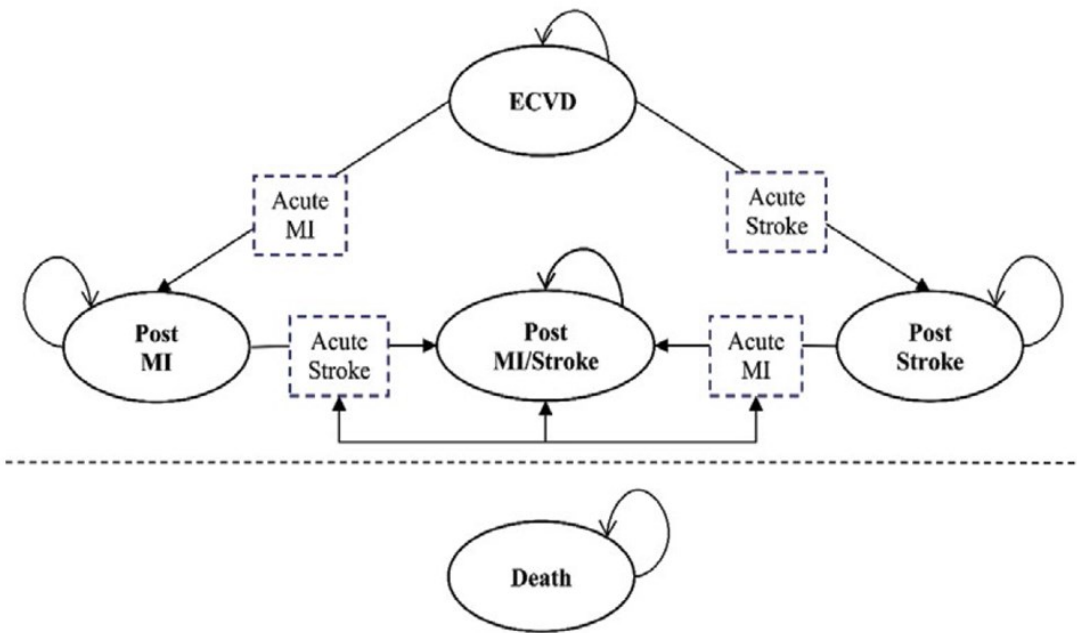 ECVD
Acute
MI
Acute
Stroke
Post
MI
Acute
Stroke
Post
MI/Stroke
Acute
MI
Post
Stroke
Death